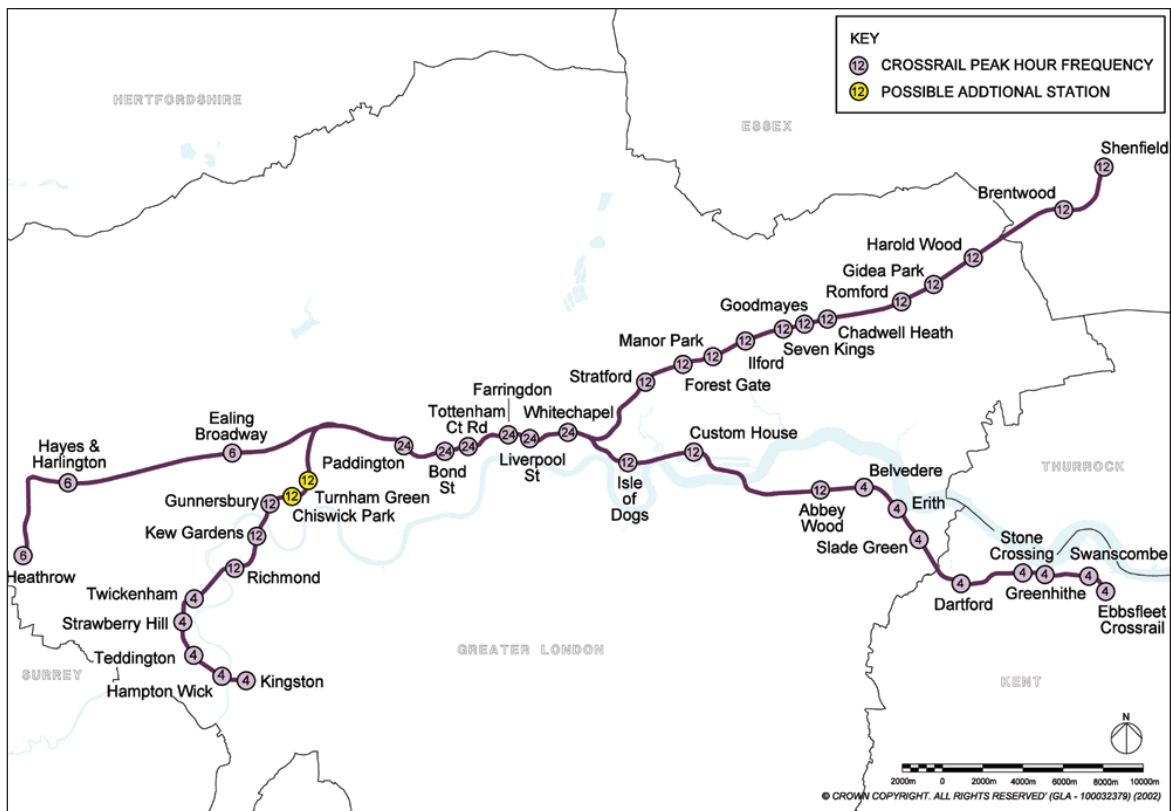 KEY
12 CROSSRAIL PEAK HOUR FREQUENCY
12 POSSIBLE ADDTIONAL STATION
HERTFORDSHIRE
ESSEX
Shenfield
12
Brentwood
12
Harold Wood
12
Gidea Park
12
Romford
12
Goodmayes
12
12
12
Chadwell Heath
Seven Kings
Manor Park
12
Ilford
12
12
Forest Gate
Stratford
12
Farringdon
Tottenham
Ct Rd
Whitechapel
24
24
24
24
24
24
Paddington
Bond
St
Liverpool
St
Ealing
Broadway
6
Hayes &
Harlington
6
6
Heathrow
Custom House
12
12
Isle
of
Dogs
THURROCK
12
Turnham Green
12
Chiswick Park
Gunnersbury
12
Kew Gardens
12
12
Richmond
Twickenham
4
Strawberry Hill
4
Teddington
4
Hampton Wick
4
4
Kingston
12
Abbey
Wood
Belvedere
4
Erith
4
Slade Green
4
Stone
Crossing
Swanscombe
4
Dartford
4
4
Greenhithe
4
4
Ebbsfleet
Crossrail
GREATER LONDON
SURREY
KENT
N
2000m 0 2000m 4000m 6000m 8000m 10000m
© CROWN COPYRIGHT. ALL RIGHTS RESERVED' (GLA - 100032379) (2002)